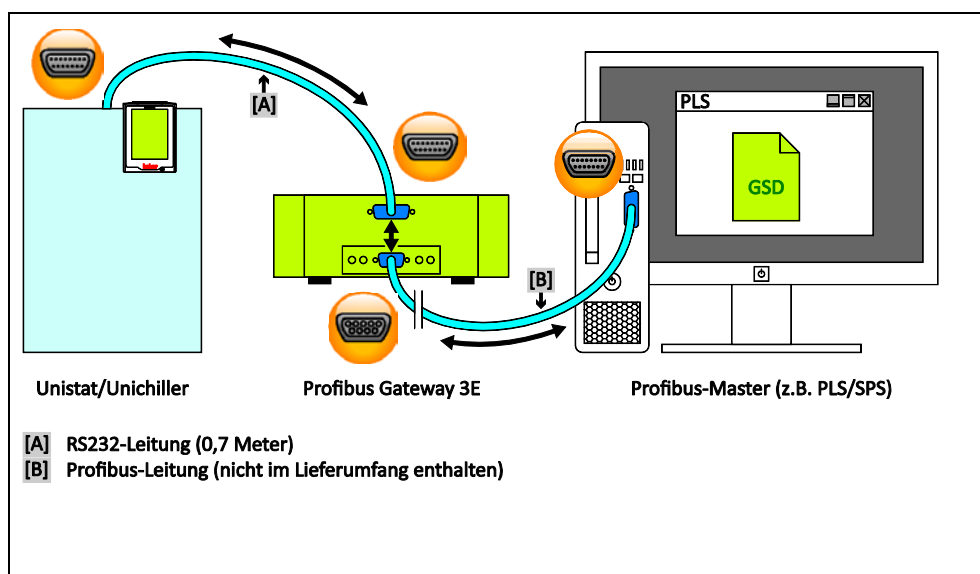 [A]
PLS
GSD
[B]
Unistat/Unichiller
Profibus Gateway 3E
Profibus-Master (z.B. PLS/SPS)
[A] RS232-Leitung (0,7 Meter)
[B] Profibus-Leitung (nicht im Lieferumfang enthalten)